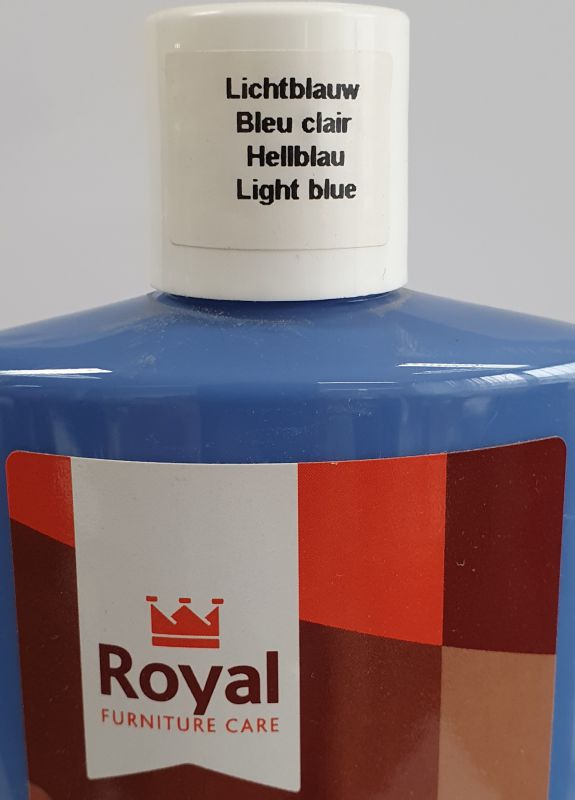 Lichtblauw
Bleu clair
Hellblau
Light blue
Royal
FURNITURE CARE